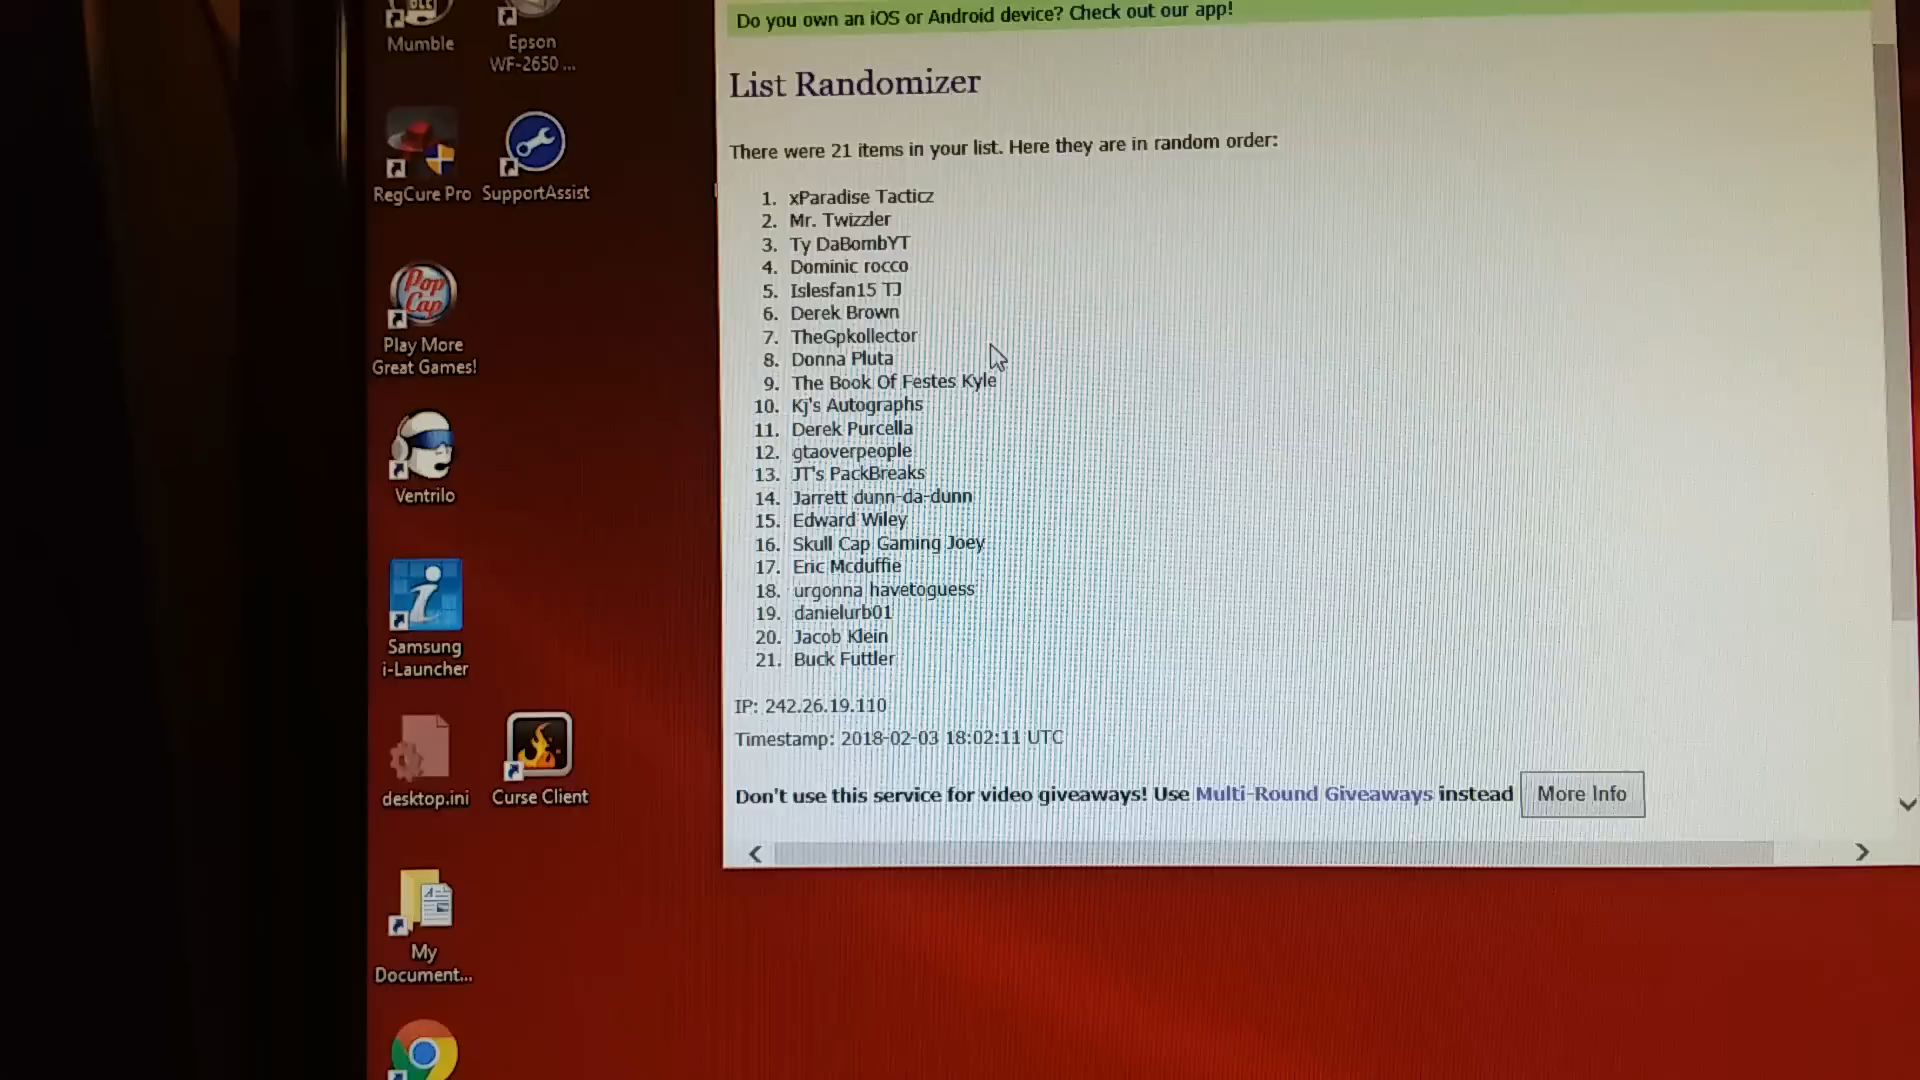 Mumble
Epson
WF-2650 ...
RegCure Pro
SupportAssist
Pop
Cap
Play More
Great Games!
Ventrilo
Samsung
i-Launcher
desktop.ini
Curse Client
My
Document...
Do you own an iOS or Android device? Check out our app!
List Randomizer
There were 21 items in your list. Here they are in random order:
1. xParadise Tacticz
2. Mr. Twizzler
3. Ty DaBombYT
4. Dominic rocco
5. Islesfan15 TJ
6. Derek Brown
7. TheGpkollector
8. Donna Pluta
9. The Book Of Festes Kyle
10. Kj's Autographs
11. Derek Purcella
12. gtaoverpeople
13. JT's PackBreaks
14. Jarrett dunn-da-dunn
15. Edward Wiley
16. Skull Cap Gaming Joey
17. Eric Mcduffie
18. urgonna havetoguess
19. danielurb01
20. Jacob Klein
21. Buck Futtler
IP: 242.26.19.110
Timestamp: 2018-02-03 18:02:11 UTC
Don't use this service for video giveaways! Use Multi-Round Giveaways instead More Info